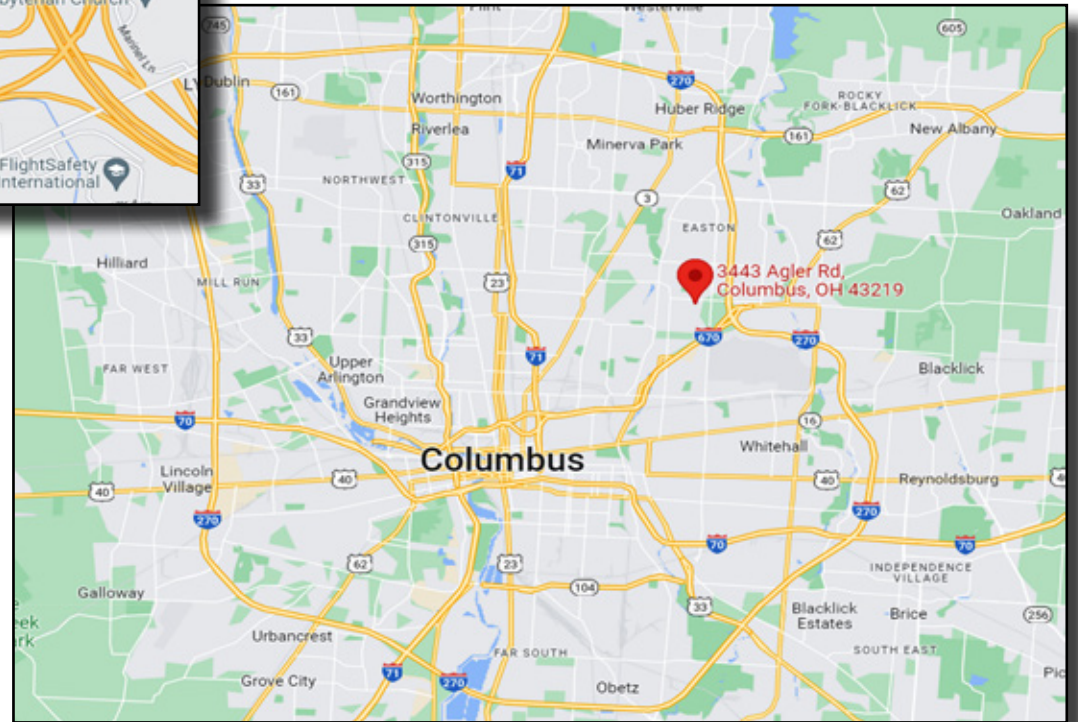 Church
Mannel Ln
FlightSafety
International
745
Dublin
161
Worthington
Riverlea
315
270
Huber Ridge
Minerva Park
605
ROCKY
FORK-BLACKLICK
161
New Albany
33
NORTHWEST
71
CLINTONVILLE
3
62
315
EASTON
62
Oakland
Hilliard
MILL RUN
23
3443 Agler Rd,
Columbus, OH 43219
33
71
670
270
FAR WEST
Upper
Arlington
Grandview
Heights
Blacklick
70
16
Columbus
Whitehall
Lincoln
Village
40
40
40
Reynoldsburg
270
270
62
23
70
70
104
INDEPENDENCE
VILLAGE
Galloway
33
Blacklick
Estates
Brice
256
Urbancrest
FAR SOUTH
SOUTH EAST
Grove City
71
270
Obetz